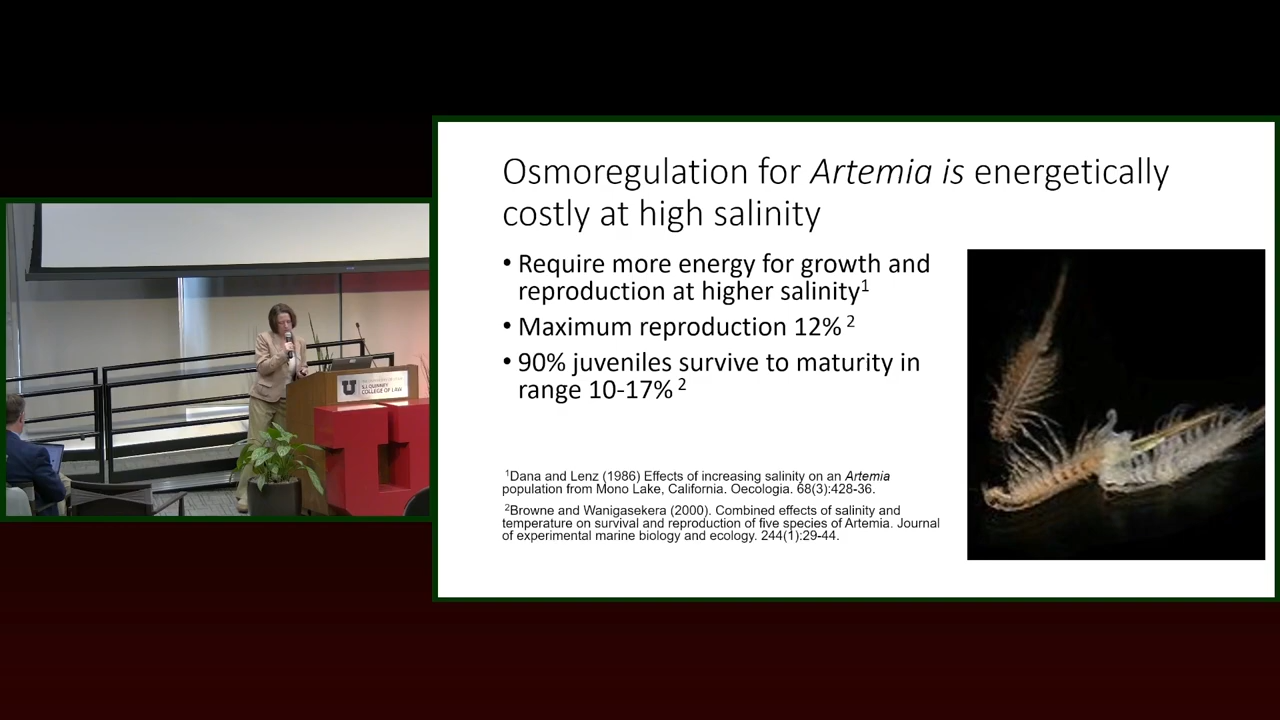 Osmoregulation for Artemia is energetically
costly at high salinity
• Require more energy for growth and
reproduction at higher salinity1
• Maximum reproduction 12% 2
• 90% juveniles survive to maturity in
range 10-17% 2
1Dana and Lenz (1986) Effects of increasing salinity on an Artemia
population from Mono Lake, California. Oecologia. 68(3):428-36.
2Browne and Wanigasekera (2000). Combined effects of salinity and
temperature on survival and reproduction of five species of Artemia. Journal
of experimental marine biology and ecology. 244(1):29-44.
U
S.J. QUINNEY
COLLEGE OF LAW